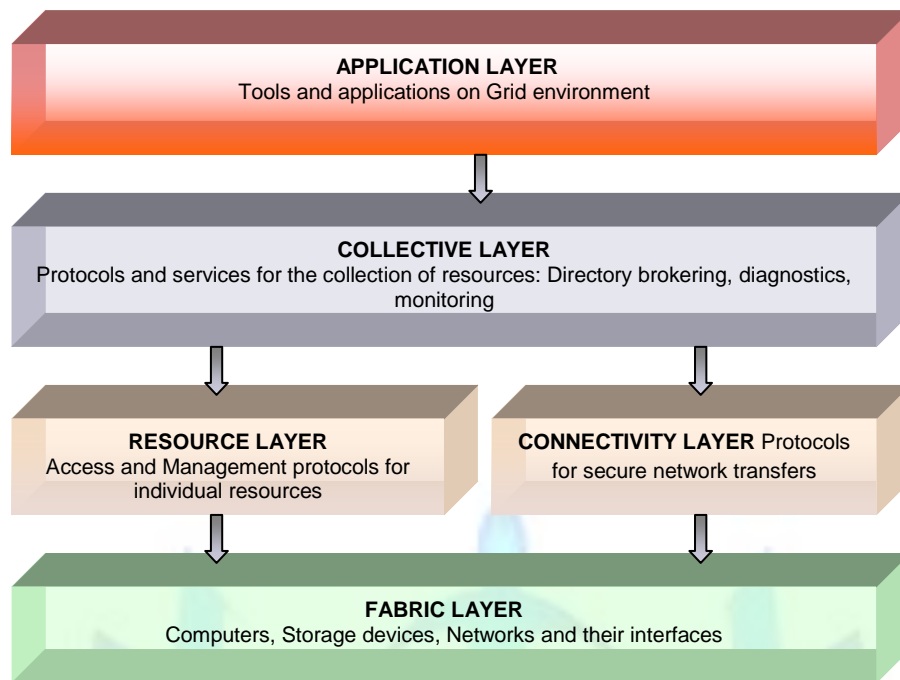 APPLICATION LAYER
Tools and applications on Grid environment
COLLECTIVE LAYER
Protocols and services for the collection of resources: Directory brokering, diagnostics,
monitoring
RESOURCE LAYER
Access and Management protocols for
individual resources
CONNECTIVITY LAYER Protocols
for secure network transfers
FABRIC LAYER
Computers, Storage devices, Networks and their interfaces